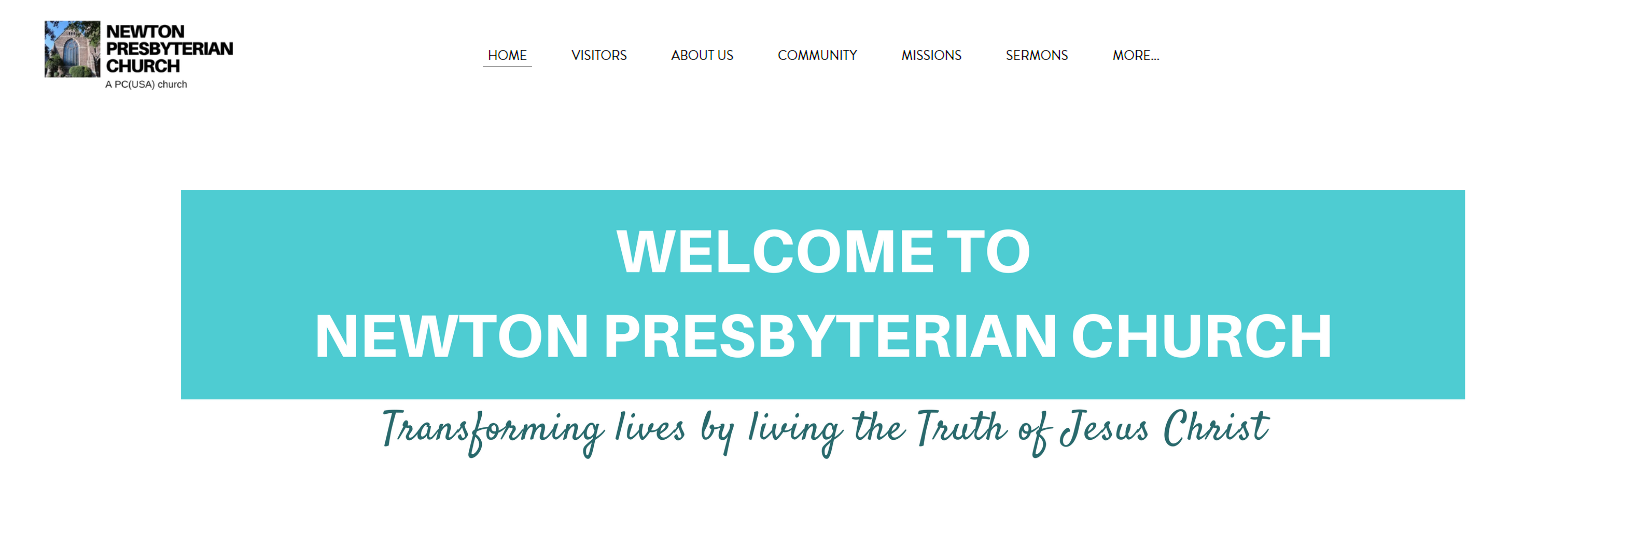 NEWTON
PRESBYTERIAN
CHURCH
A PC(USA) church
HOME VISITORS ABOUT US COMMUNITY MISSIONS SERMONS MORE...
WELCOME TO
NEWTON PRESBYTERIAN CHURCH
Transforming lives by living the Truth of Jesus Christ